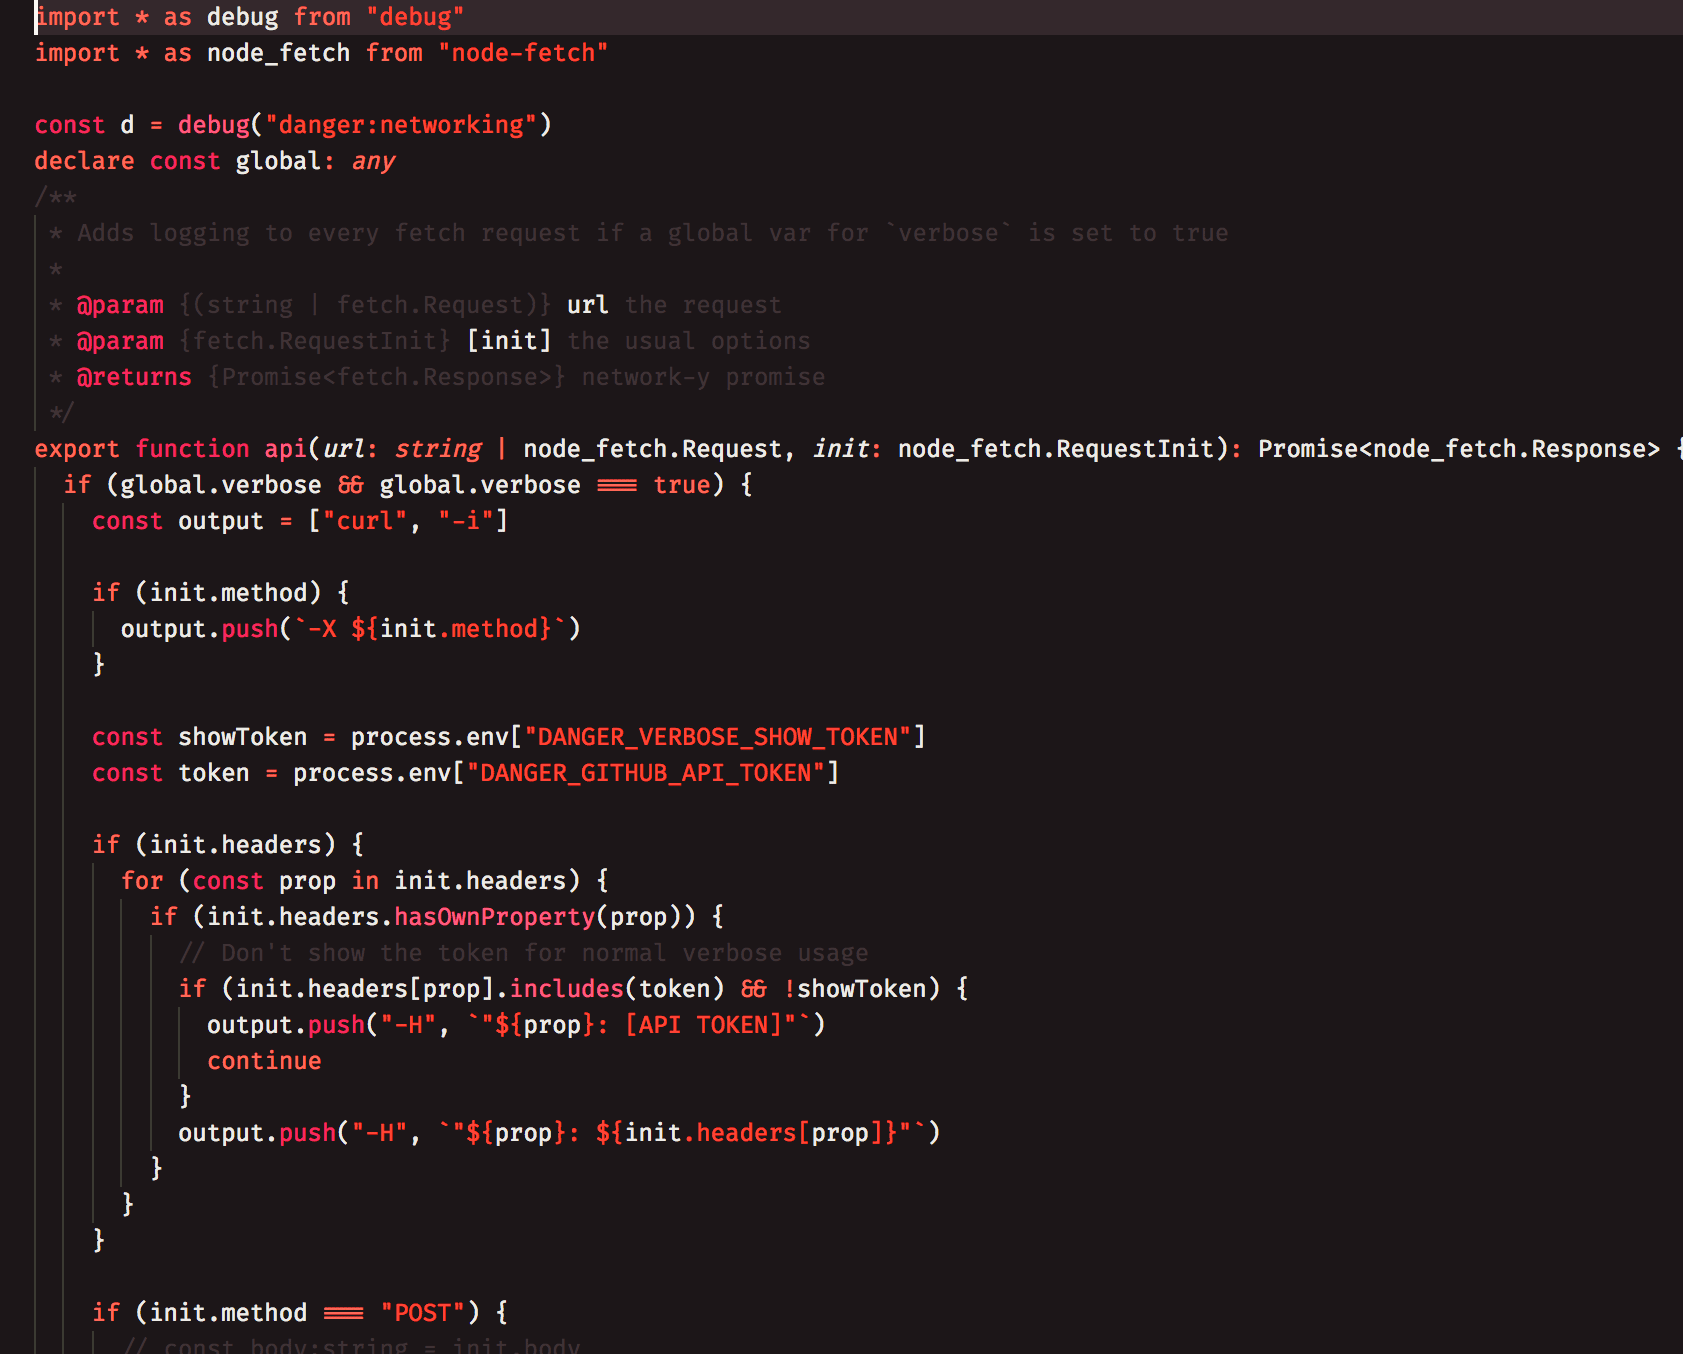 import * as debug from "debug"
import * as node_fetch from "node-fetch"

const d = debug("danger:networking")
declare const global: any
/**
 * Adds logging to every fetch request if a global var for `verbose` is set to true
 *
 * @param {(string | fetch.Request)} url the request
 * @param {fetch.RequestInit} [init] the usual options
 * @returns {Promise<fetch.Response>} network-y promise
 */
export function api(url: string | node_fetch.Request, init: node_fetch.RequestInit): Promise<node_fetch.Response> {
  if (global.verbose && global.verbose === true) {
    const output = ["curl", "-i"]

    if (init.method) {
      output.push(`-X ${init.method}`)
    }

    const showToken = process.env["DANGER_VERBOSE_SHOW_TOKEN"]
    const token = process.env["DANGER_GITHUB_API_TOKEN"]

    if (init.headers) {
      for (const prop in init.headers) {
        if (init.headers.hasOwnProperty(prop)) {
          // Don't show the token for normal verbose usage
          if (init.headers[prop].includes(token) && !showToken) {
            output.push("-H", `"${prop}: [API TOKEN]"`)
            continue
          }
          output.push("-H", `"${prop}: ${init.headers[prop]}"`)
        }
      }
    }

    if (init.method === "POST") {
      // const body:string = init.body